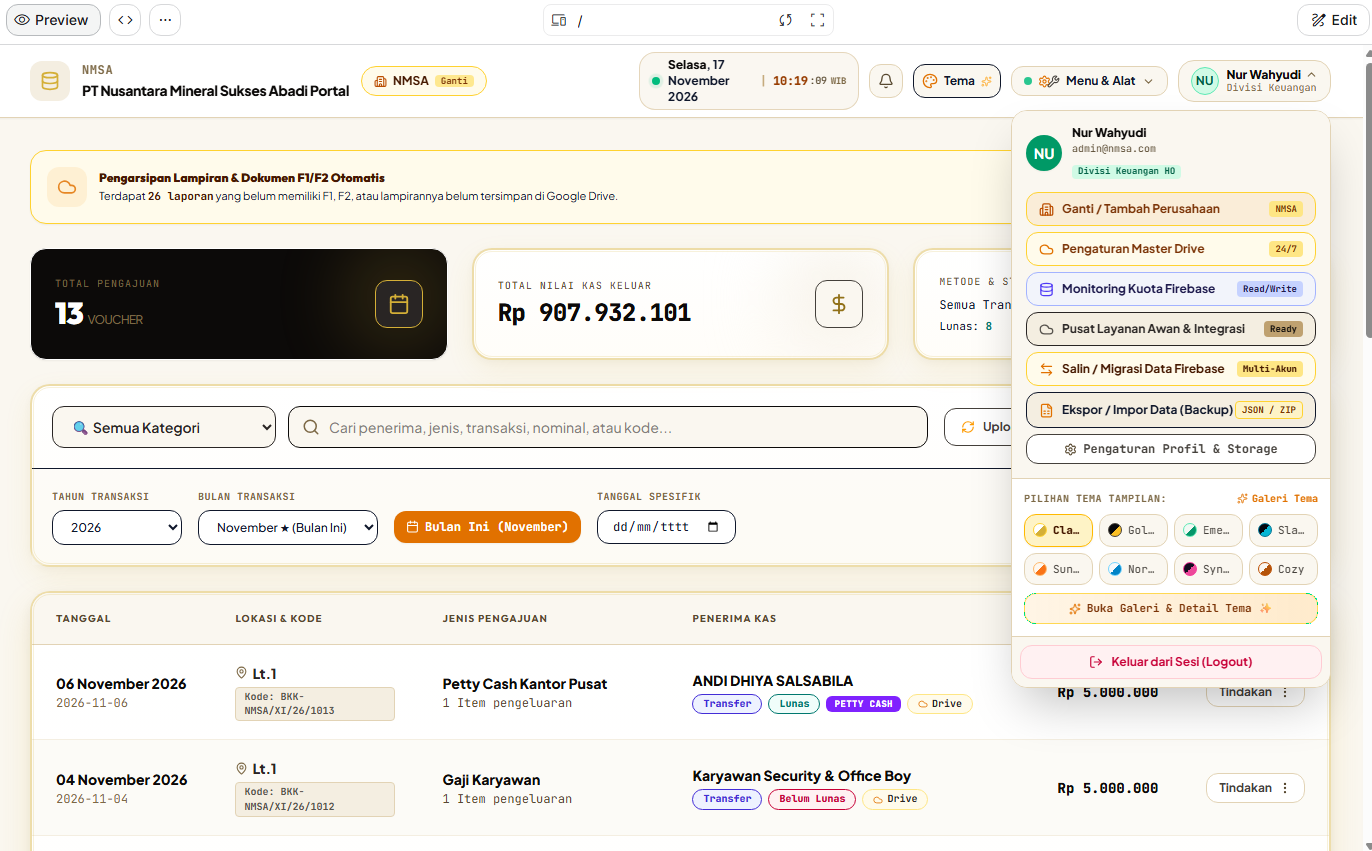 Preview
/
Edit
NMSA
PT Nusantara Mineral Sukses Abadi Portal
NMSA Ganti
Selasa, 17
November
2026
| 10:19:09 WIB
Tema
Menu & Alat
NU
Nur Wahyudi
Divisi Keuangan
Pengarsipan Lampiran & Dokumen F1/F2 Otomatis
Terdapat 26 laporan yang belum memiliki F1, F2, atau lampirannya belum tersimpan di Google Drive.
TOTAL PENGAJUAN
13 VOUCHER
TOTAL NILAI KAS KELUAR
Rp 907.932.101
$
METODE & S
Semua Tran
Lunas: 8
Semua Kategori
Cari penerima, jenis, transaksi, nominal, atau kode...
Uplo
TAHUN TRANSAKSI
2026
BULAN TRANSAKSI
November ★ (Bulan Ini)
Bulan Ini (November)
TANGGAL SPESIFIK
dd/mm/tttt
NU
Nur Wahyudi
admin@nmsa.com
Divisi Keuangan HO
Ganti / Tambah Perusahaan NMSA
Pengaturan Master Drive 24/7
Monitoring Kuota Firebase Read/Write
Pusat Layanan Awan & Integrasi Ready
Salin / Migrasi Data Firebase Multi-Akun
Ekspor / Impor Data (Backup) JSON / ZIP
Pengaturan Profil & Storage
PILIHAN TEMA TAMPILAN: Galeri Tema
Cla… Gol… Eme… Sla…
Sun… Nor… Syn… Cozy
Buka Galeri & Detail Tema
Keluar dari Sesi (Logout)
TANGGAL LOKASI & KODE JENIS PENGAJUAN PENERIMA KAS
06 November 2026
2026-11-06
Lt.1
Kode: BKK-
NMSA/XI/26/1013
Petty Cash Kantor Pusat
1 Item pengeluaran
ANDI DHIYA SALSABILA
Transfer Lunas PETTY CASH Drive
Rp 5.000.000
Tindakan
04 November 2026
2026-11-04
Lt.1
Kode: BKK-
NMSA/XI/26/1012
Gaji Karyawan
1 Item pengeluaran
Karyawan Security & Office Boy
Transfer Belum Lunas Drive
Rp 5.000.000
Tindakan